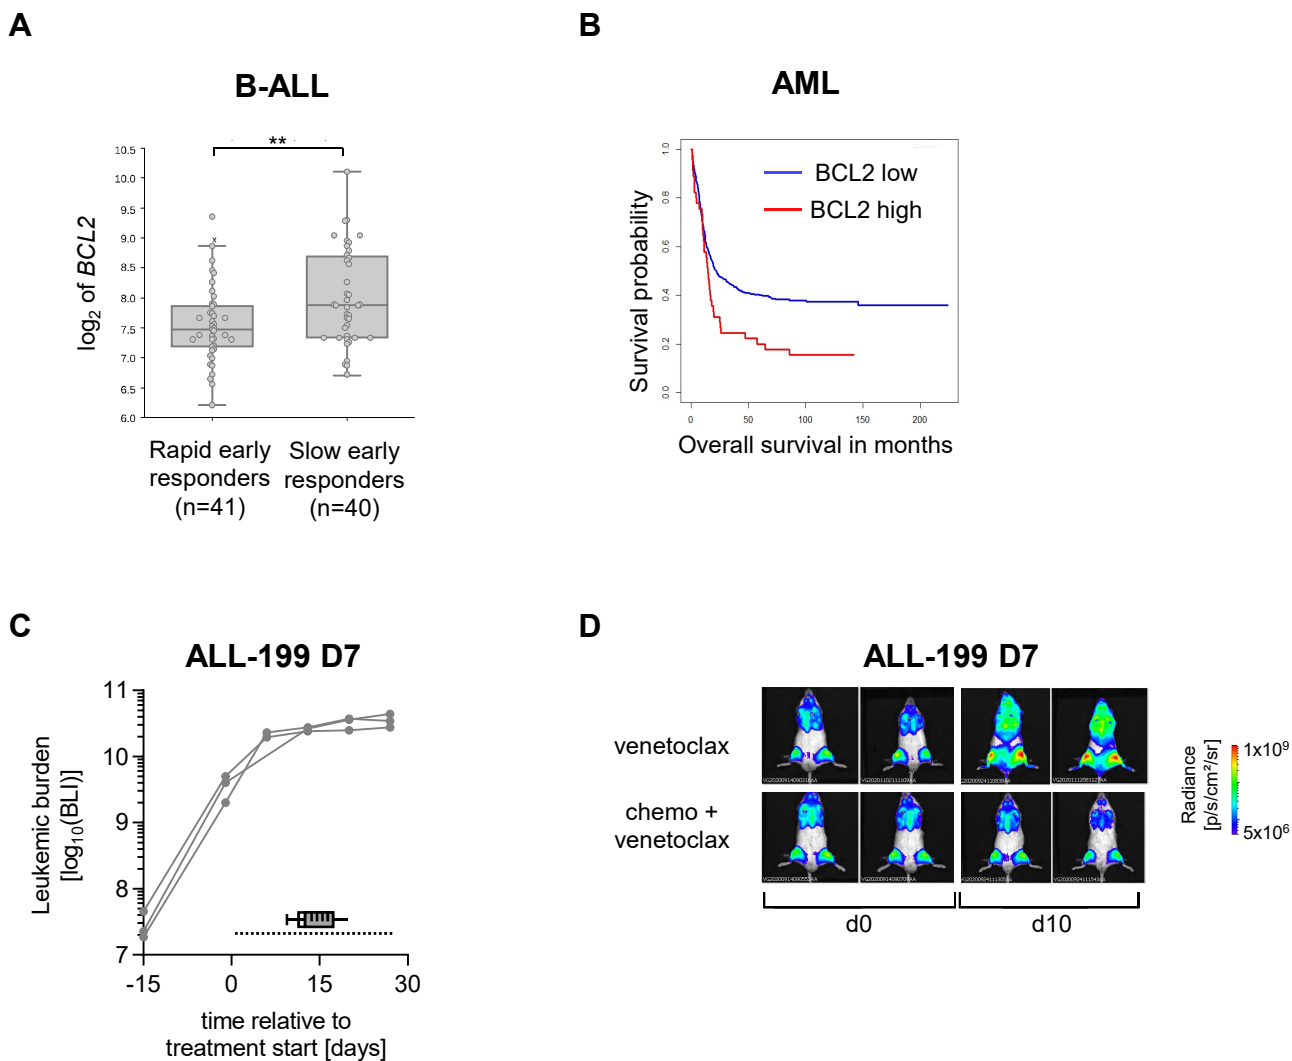 A
B-ALL
**
log2 of BCL2
10.5
10.0
9.5
9.0
8.5
8.0
7.5
7.0
6.5
6.0
x
Rapid early
responders
(n=41)
Slow early
responders
(n=40)
B
AML
Survival probability
1.0
0.8
0.6
0.4
0.2
0.0
BCL2 low
BCL2 high
0 50 100 150 200
Overall survival in months
C
ALL-199 D7
Leukemic burden
[log10(BLI)]
11
10
9
8
7
-15 0 15 30
time relative to
treatment start [days]
D
ALL-199 D7
venetoclax
chemo +
venetoclax
d0
d10
Radiance
[p/s/cm²/sr]
1x10⁹
5x10⁶